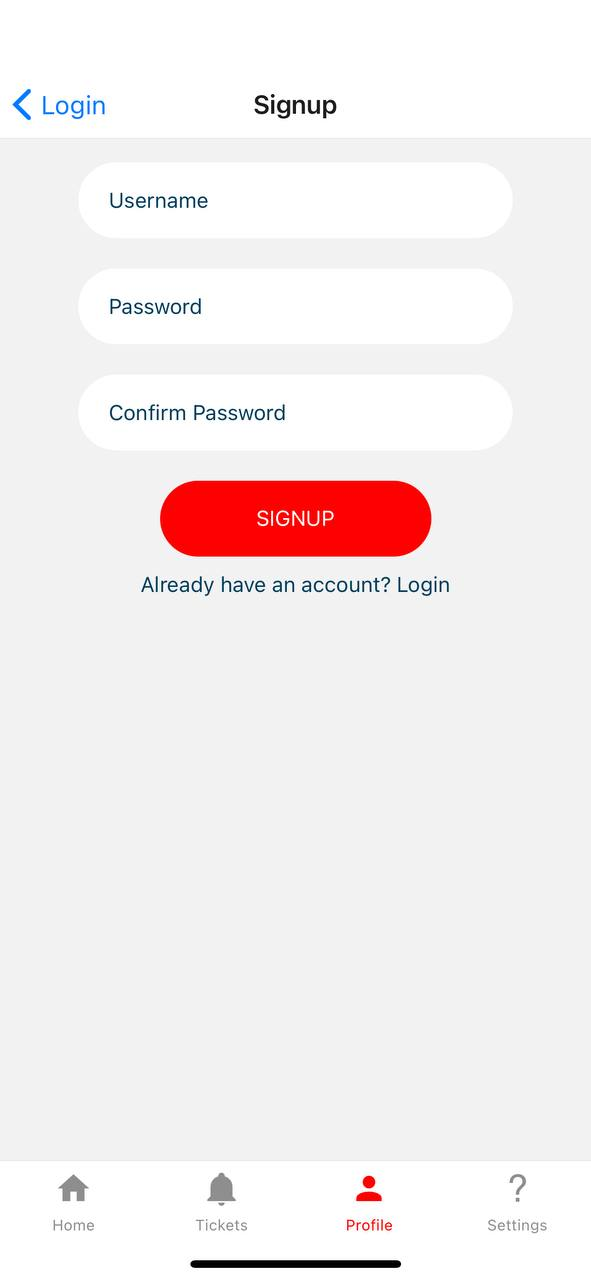 Login
Signup
Username
Password
Confirm Password
SIGNUP
Already have an account? Login
Home
Tickets
Profile
Settings